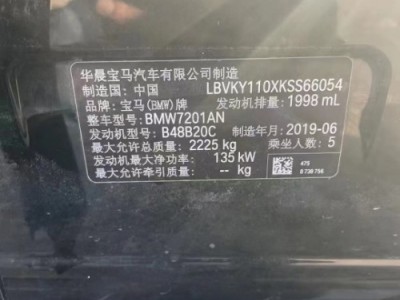 华晨宝马汽车有限公司制造
制造国：中国 LBVKY110XKSS66054
品牌：宝马(BMW)牌 发动机排量：1998 mL
整车型号：BMW7201AN
发动机型号：B48B20C 制造年月：2019-06
最大允许总质量：2225 kg 乘坐人数：5
发动机最大净功率：135 kW
最大允许牵引质量：-- kg
475
8 738 795